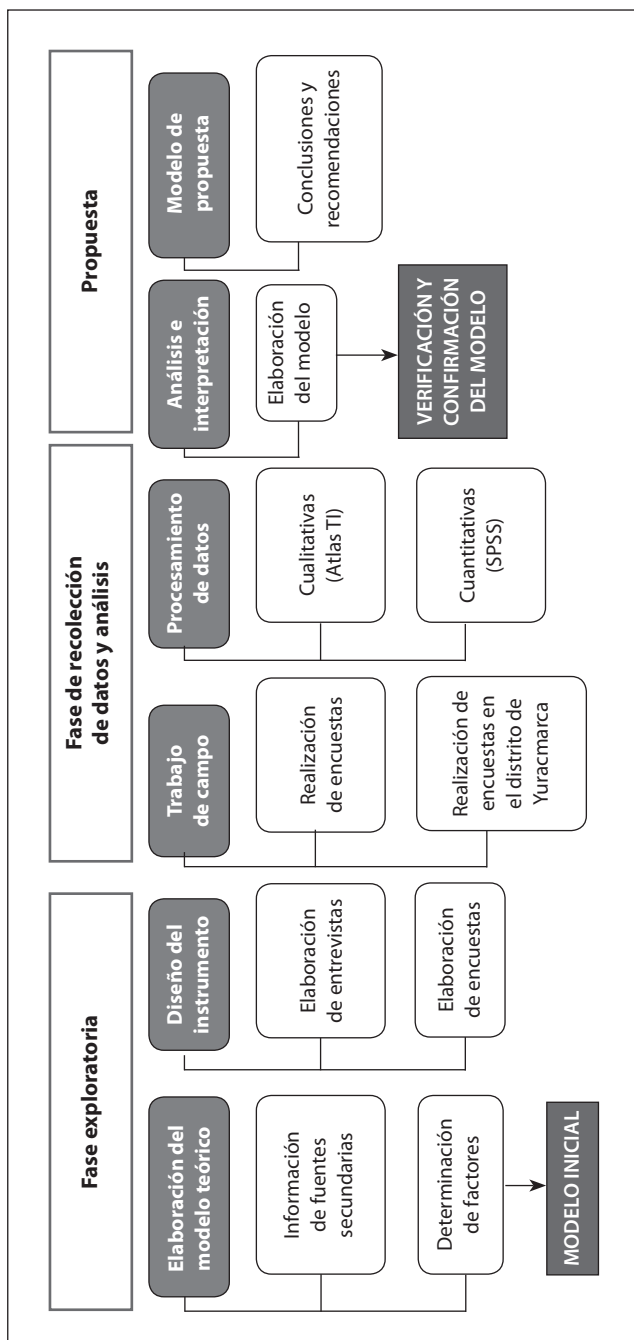 Fase exploratoria
Elaboración del
modelo teórico
Información
de fuentes
secundarias
Determinación
de factores
MODELO INICIAL
Diseño del
instrumento
Elaboración
de entrevistas
Elaboración
de encuestas
Fase de recolección
de datos y análisis
Trabajo
de campo
Realización
de encuestas
Realización de
encuestas en
el distrito de
Yuracmarca
Procesamiento
de datos
Cualitativas
(Atlas TI)
Cuantitativas
(SPSS)
Propuesta
Análisis e
interpretación
Elaboración
del modelo
VERIFICACIÓN Y
CONFIRMACIÓN
DEL MODELO
Modelo de
propuesta
Conclusiones y
recomendaciones